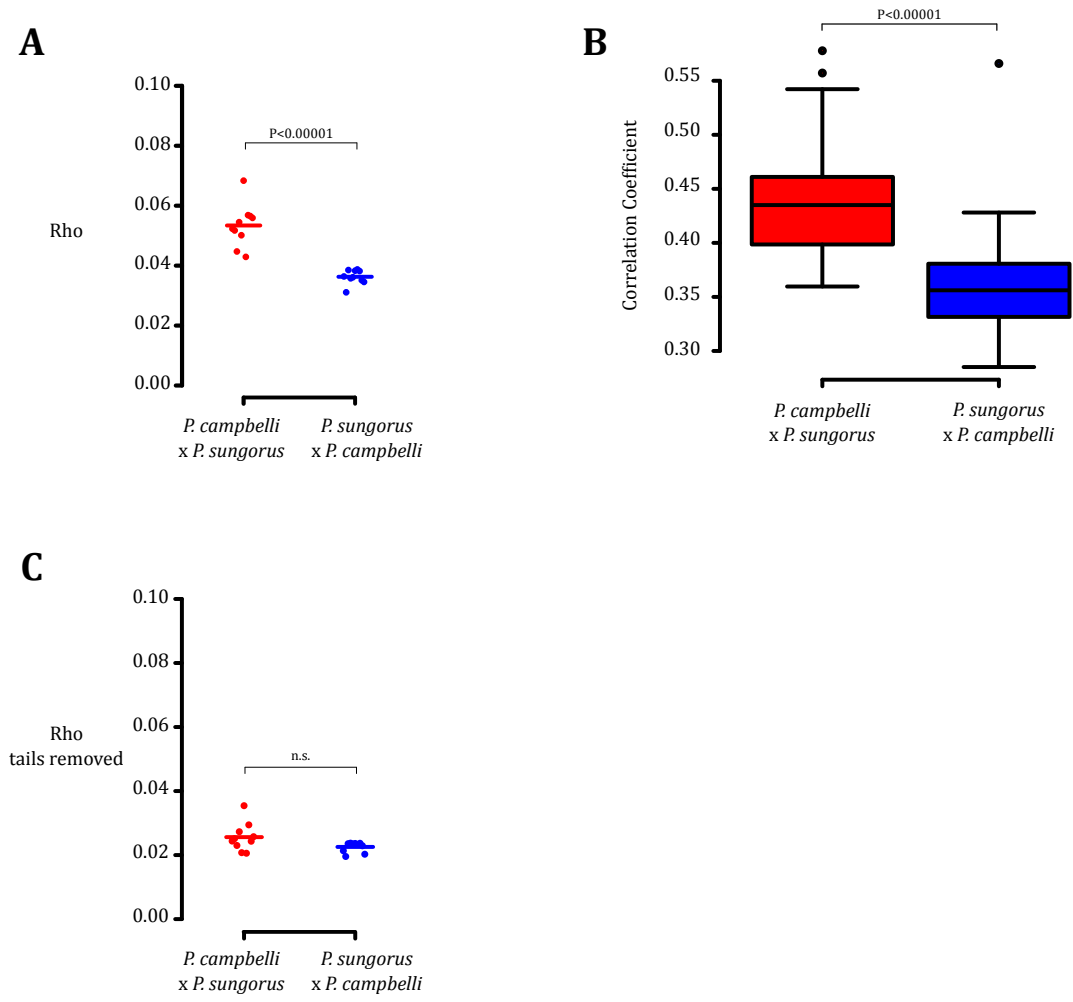 A
0.10
0.08
0.06
0.04
0.02
0.00
Rho
P<0.00001
P. campbelli
x P. sungorus
P. sungorus
x P. campbelli
B
P<0.00001
Correlation Coefficient
0.55
0.50
0.45
0.40
0.35
0.30
P. campbelli
x P. sungorus
P. sungorus
x P. campbelli
C
0.10
0.08
0.06
0.04
0.02
0.00
Rho
tails removed
n.s.
P. campbelli
x P. sungorus
P. sungorus
x P. campbelli